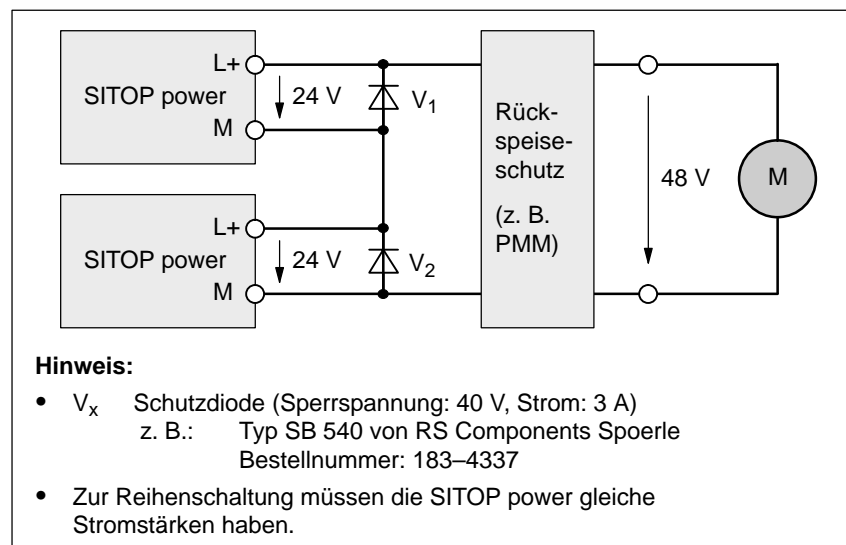 L+
SITOP power
24 V
V1
M
Rück-
speise-
schutz
(z. B.
PMM)
48 V
M
L+
SITOP power
24 V
V2
M
Hinweis:
• Vx Schutzdiode (Sperrspannung: 40 V, Strom: 3 A)
z. B.: Typ SB 540 von RS Components Spoerle
Bestellnummer: 183–4337
• Zur Reihenschaltung müssen die SITOP power gleiche
Stromstärken haben.